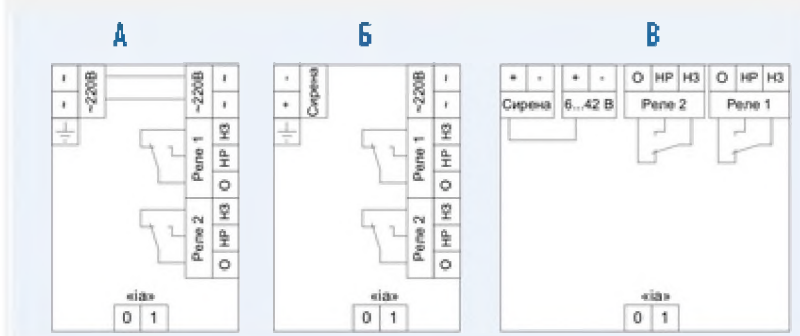 А Б В
~ ~ ~220В ~220В ~ ~
Реле 1 НЗ НР О
Реле 2 НЗ НР О
«ia»
0 1
- + Сирена ~220В ~ ~
Реле 1 НЗ НР О
Реле 2 НЗ НР О
«ia»
0 1
+ - + - О НР НЗ О НР НЗ
Сирена 6...42 В Реле 2 Реле 1
«ia»
0 1